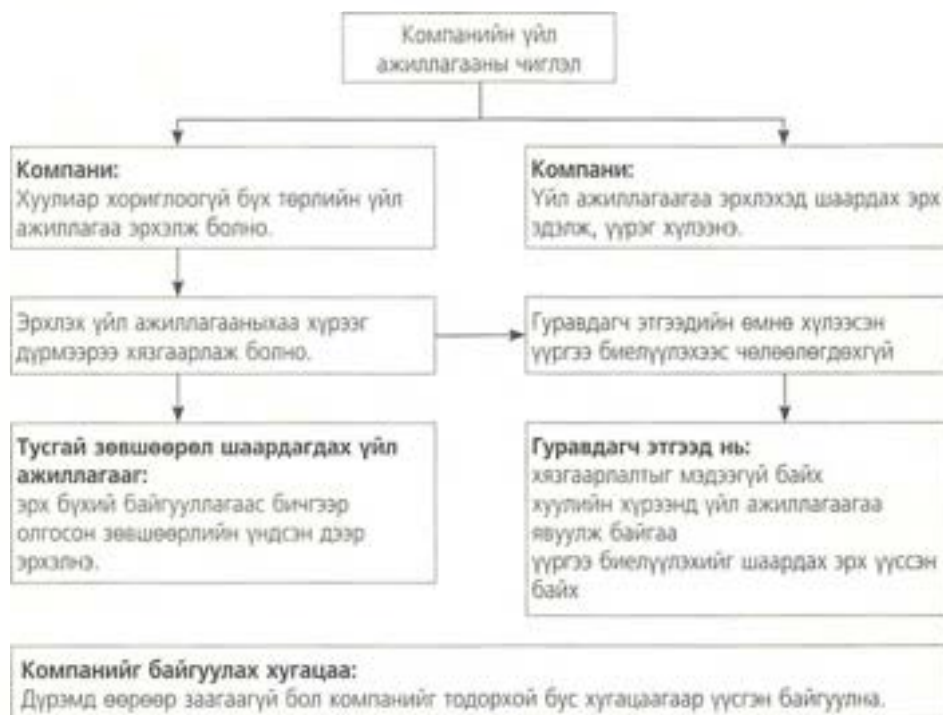 Компанийн үйл
ажиллагааны чиглэл
Компани:
Хуулиар хориглоогүй бүх төрлийн үйл
ажиллагаа эрхэлж болно.
Компани:
Үйл ажиллагаагаа эрхлэхэд шаардах эрх
эдэлж, үүрэг хүлээнэ.
Эрхлэх үйл ажиллагааныхаа хүрээг
дүрмээрээ хязгаарлаж болно.
Гуравдагч этгээдийн өмнө хүлээсэн
үүргээ биелүүлэхээс чөлөөлөгдөхгүй
Тусгай зөвшөөрөл шаардагдах үйл
ажиллагааг:
эрх бүхий байгууллагаас бичгээр
олгосон зөвшөөрлийн үндсэн дээр
эрхэлнэ.
Гуравдагч этгээд нь:
хязгаарлалтыг мэдээгүй байх
хуулийн хүрээнд үйл ажиллагаагаа
явуулж байгаа
үүргээ биелүүлэхийг шаардах эрх үүссэн
байх
Компанийг байгуулах хугацаа:
Дүрэмд өөрөөр заагаагүй бол компанийг тодорхой бус хугацаагаар үүсгэн байгуулна.